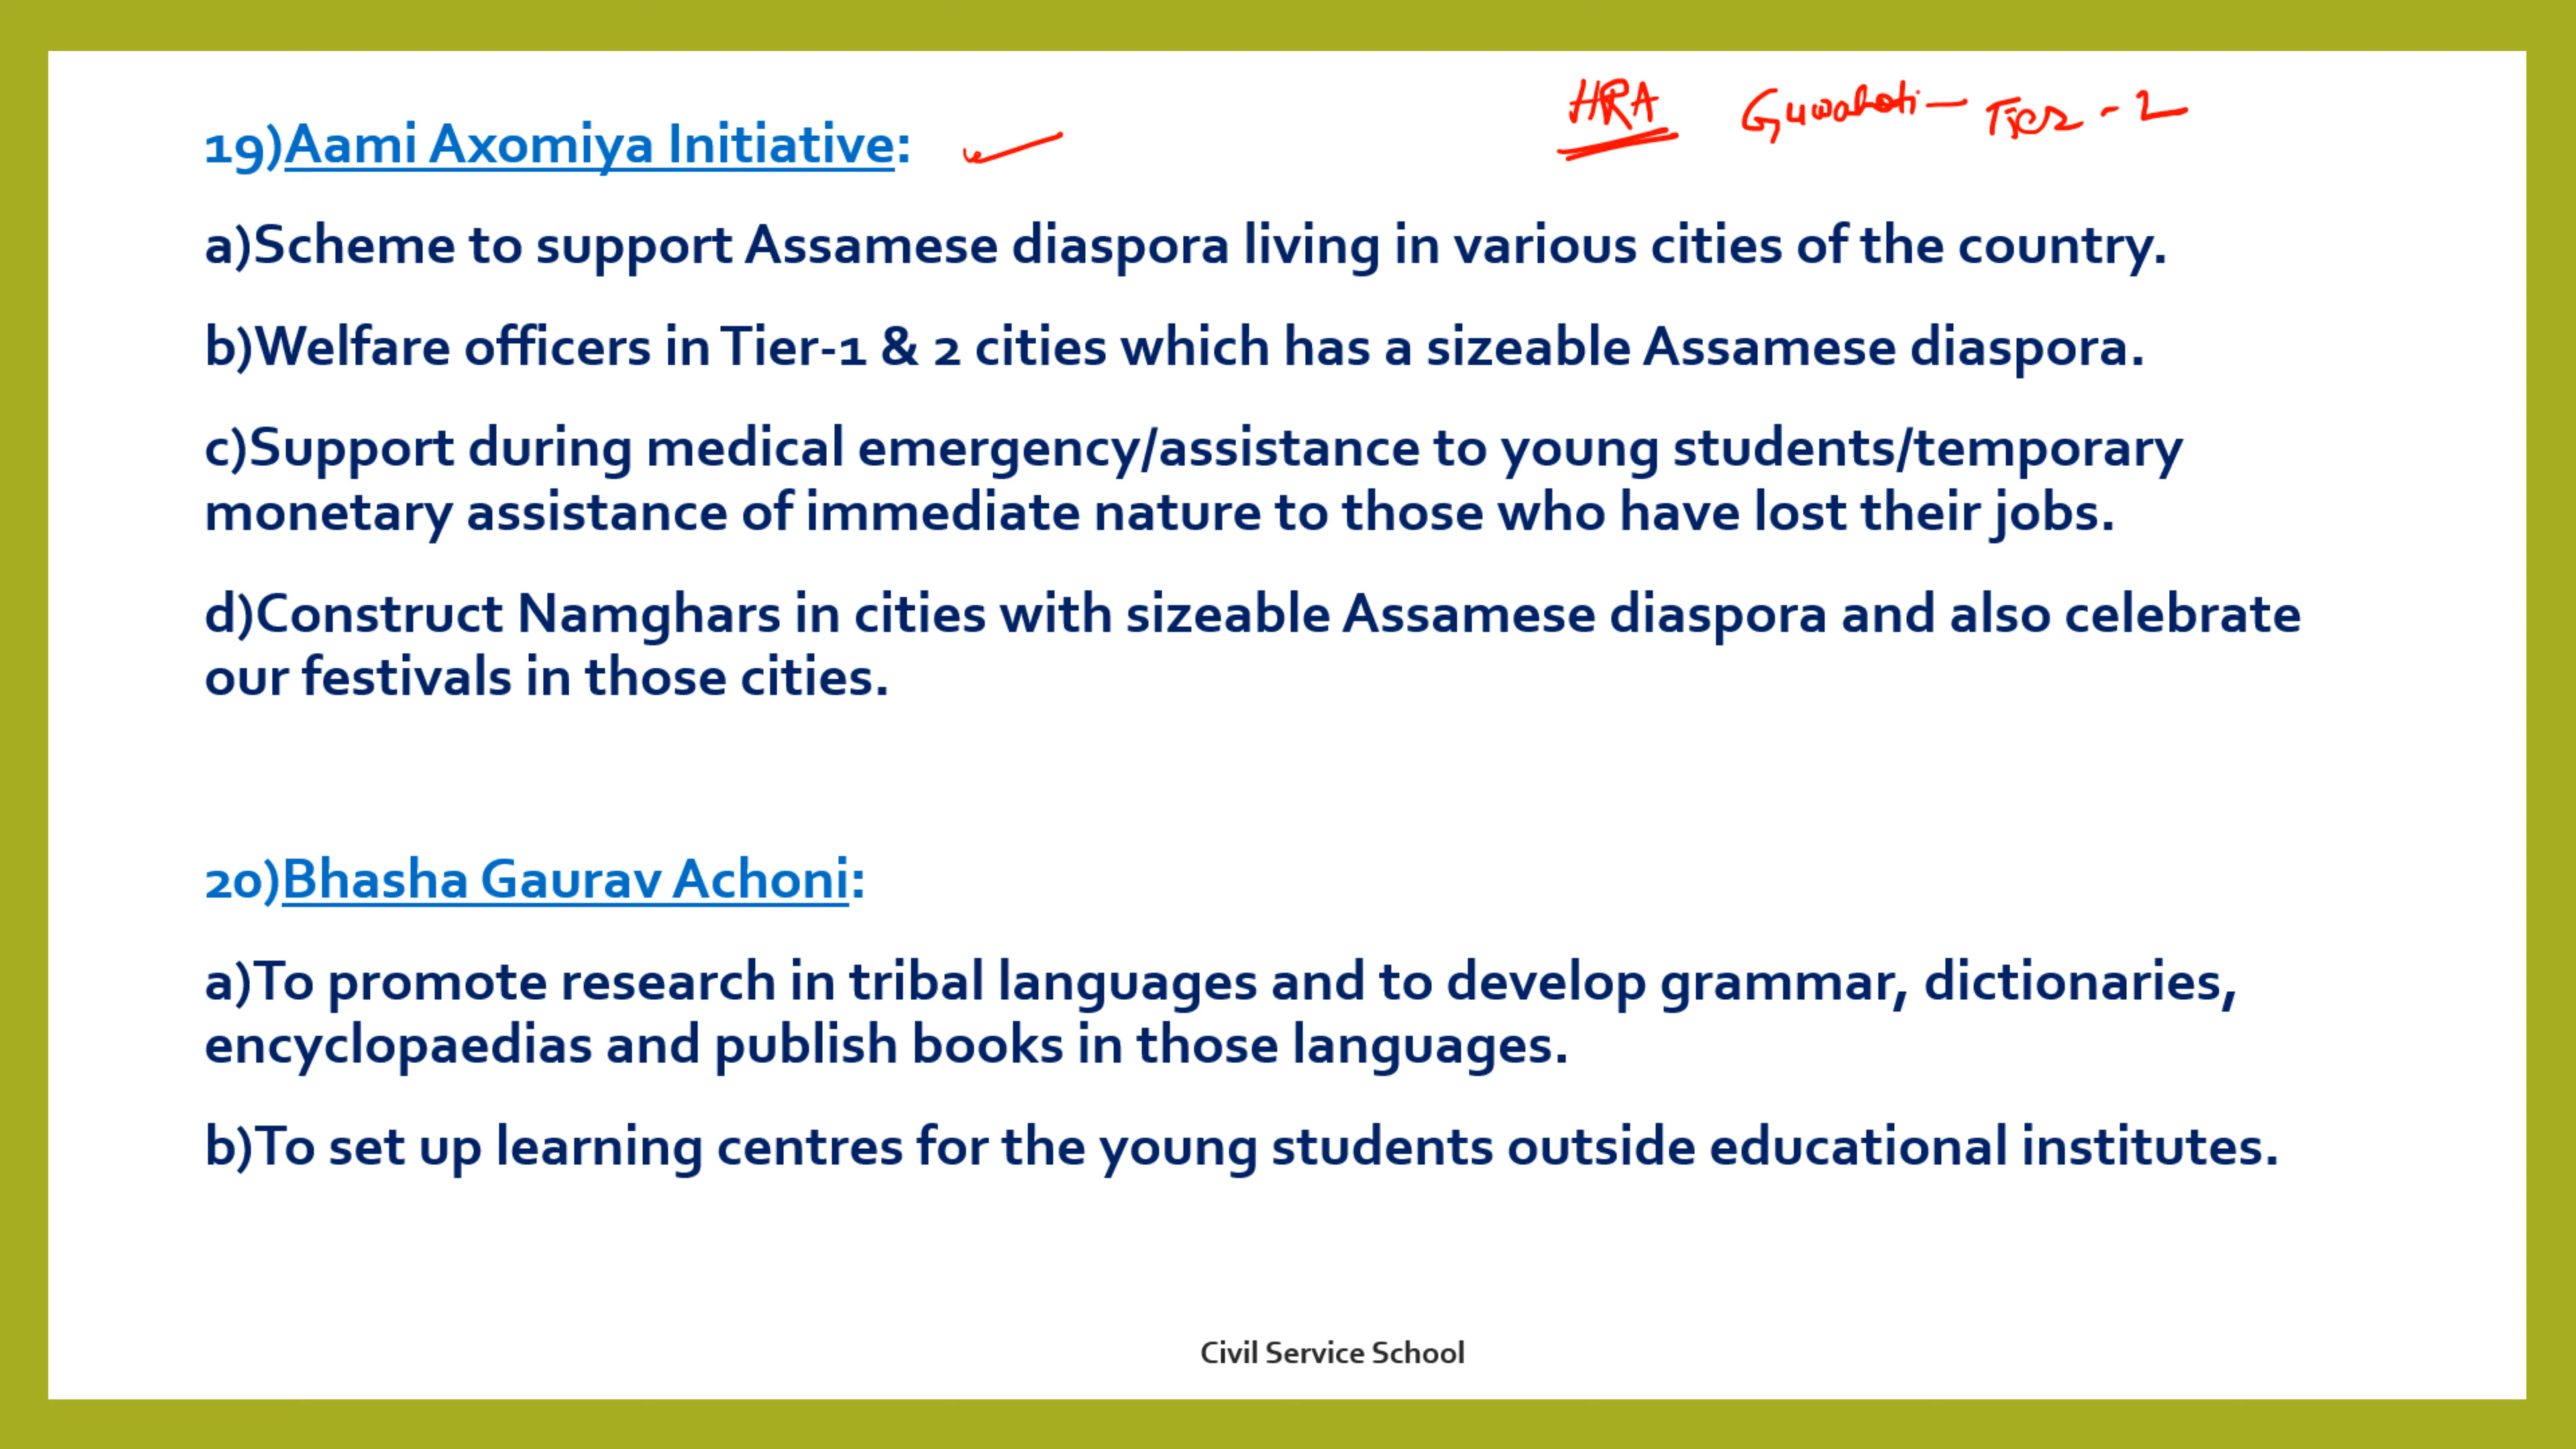 HRA Guwahati - Tier - 2
19)Aami Axomiya Initiative:
a)Scheme to support Assamese diaspora living in various cities of the country.
b)Welfare officers in Tier-1 & 2 cities which has a sizeable Assamese diaspora.
c)Support during medical emergency/assistance to young students/temporary
monetary assistance of immediate nature to those who have lost their jobs.
d)Construct Namghars in cities with sizeable Assamese diaspora and also celebrate
our festivals in those cities.
20)Bhasha Gaurav Achoni:
a)To promote research in tribal languages and to develop grammar, dictionaries,
encyclopaedias and publish books in those languages.
b)To set up learning centres for the young students outside educational institutes.
Civil Service School